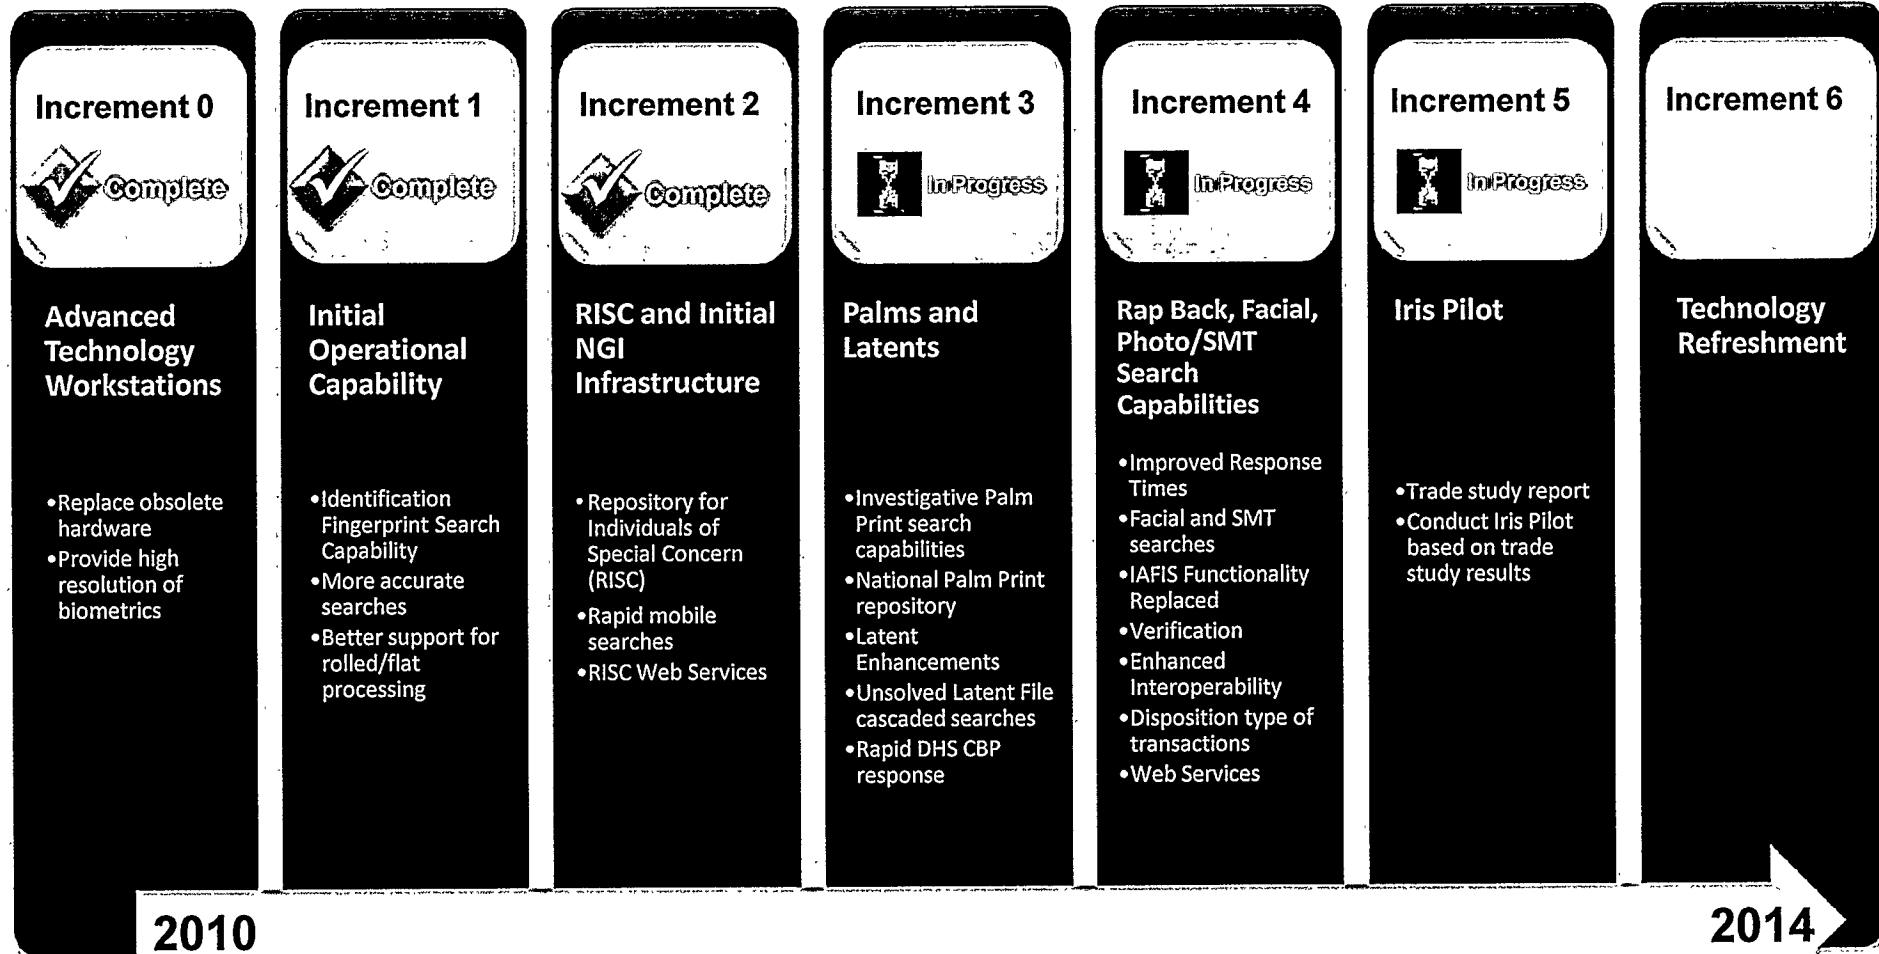 Increment 0
Complete
Advanced
Technology
Workstations
•Replace obsolete
hardware
•Provide high
resolution of
biometrics
Increment 1
Complete
Initial
Operational
Capability
•Identification
Fingerprint Search
Capability
•More accurate
searches
•Better support for
rolled/flat
processing
Increment 2
Complete
RISC and Initial
NGI
Infrastructure
•Repository for
Individuals of
Special Concern
(RISC)
•Rapid mobile
searches
•RISC Web Services
Increment 3
In Progress
Palms and
Latents
•Investigative Palm
Print search
capabilities
•National Palm Print
repository
•Latent
Enhancements
•Unsolved Latent File
cascaded searches
•Rapid DHS CBP
response
Increment 4
In Progress
Rap Back, Facial,
Photo/SMT
Search
Capabilities
•Improved Response
Times
•Facial and SMT
searches
•IAFIS Functionality
Replaced
•Verification
•Enhanced
Interoperability
•Disposition type of
transactions
•Web Services
Increment 5
In Progress
Iris Pilot
•Trade study report
•Conduct Iris Pilot
based on trade
study results
Increment 6
Technology
Refreshment
2010
2014